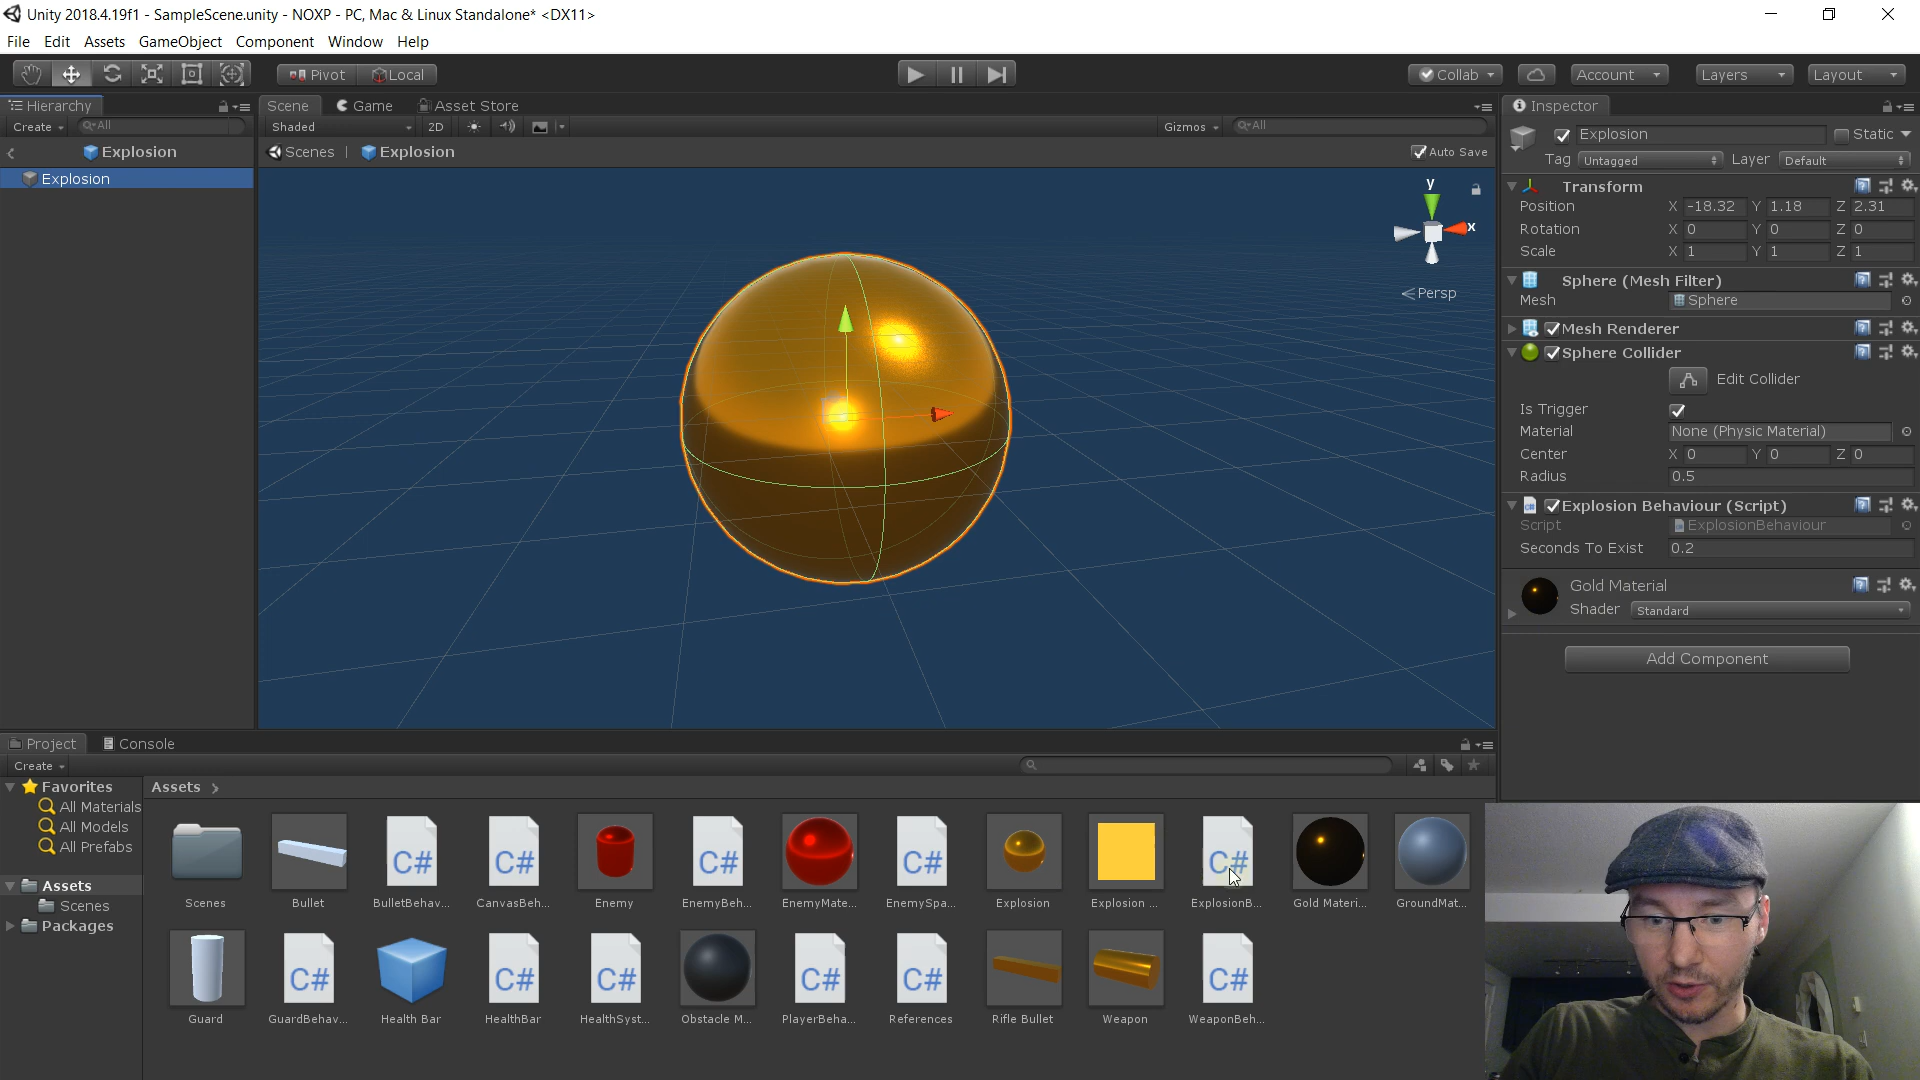 Unity 2018.4.19f1 - SampleScene.unity - NOXP - PC, Mac & Linux Standalone* <DX11>
File Edit Assets GameObject Component Window Help
Pivot Local
Collab Account Layers Layout
Hierarchy
Create All
Explosion
Explosion
Scene Game Asset Store
Shaded 2D Gizmos All
Scenes | Explosion Auto Save
y
x
Persp
Inspector
Explosion Static
Tag Untagged Layer Default
Transform
Position X -18.32 Y 1.18 Z 2.31
Rotation X 0 Y 0 Z 0
Scale X 1 Y 1 Z 1
Sphere (Mesh Filter)
Mesh Sphere
Mesh Renderer
Sphere Collider
Edit Collider
Is Trigger
Material None (Physic Material)
Center X 0 Y 0 Z 0
Radius 0.5
Explosion Behaviour (Script)
Script ExplosionBehaviour
Seconds To Exist 0.2
Gold Material
Shader Standard
Add Component
Project Console
Create
Favorites
All Materials
All Models
All Prefabs
Assets
Scenes
Packages
Assets
C# C# C# C# C#
Scenes Bullet BulletBehav... CanvasBeh... Enemy EnemyBeh... EnemyMate... EnemySpa... Explosion Explosion ... ExplosionB... Gold Materi... GroundMat...
C# C# C# C# C# C#
Guard GuardBehav... Health Bar HealthBar HealthSyst... Obstacle M... PlayerBeha... References Rifle Bullet Weapon WeaponBeh...